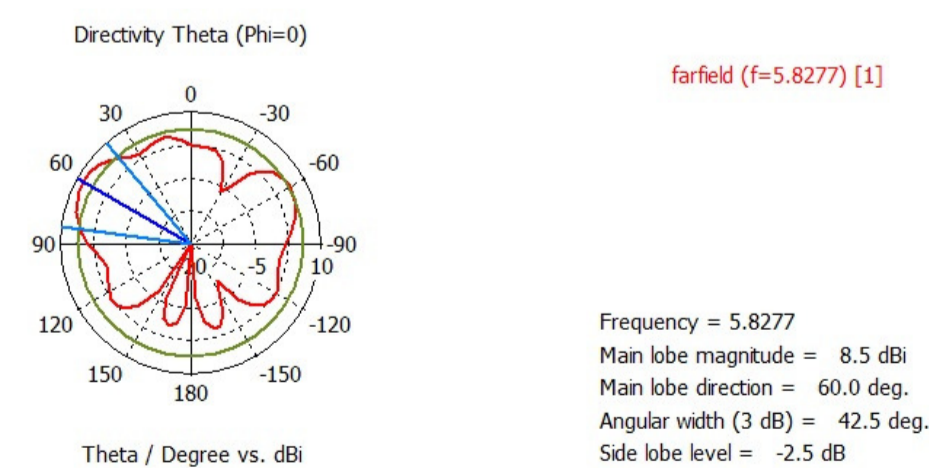 Directivity Theta (Phi=0)
farfield (f=5.8277) [1]
0
30
-30
60
-60
90
-20
-5
10
-90
120
-120
150
-150
180
Frequency = 5.8277
Main lobe magnitude = 8.5 dBi
Main lobe direction = 60.0 deg.
Angular width (3 dB) = 42.5 deg.
Side lobe level = -2.5 dB
Theta / Degree vs. dBi